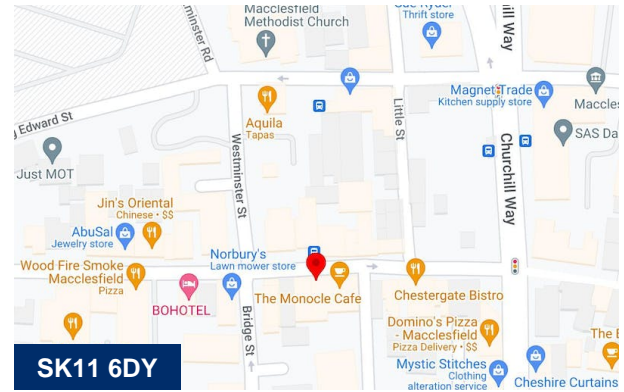 Macclesfield
Methodist Church
Sue Ryder
Thrift store
Westminster Rd
Churchill Way
Magnet Trade
Kitchen supply store
Aquila
Tapas
Little St
Maccles
SAS Da
g Edward St
Just MOT
Westminster St
Churchill Way
Jin's Oriental
Chinese • $$
AbuSal
Jewelry store
Norbury's
Lawn mower store
Wood Fire Smoke
Macclesfield
Pizza
BOHOTEL
The Monocle Cafe
Chestergate Bistro
Bridge St
Domino's Pizza
- Macclesfield
Pizza Delivery • $$
The B
Mystic Stitches
Clothing
alteration service
Cheshire Curtains
SK11 6DY